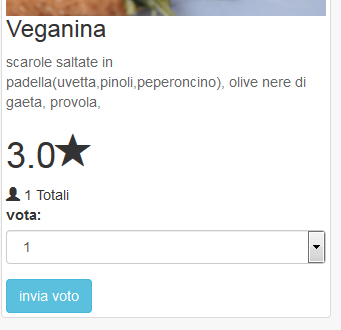 Veganina
scarole saltate in
padella(uvetta,pinoli,peperoncino), olive nere di
gaeta, provola,
3.0★
1 Totali
vota:
1
invia voto